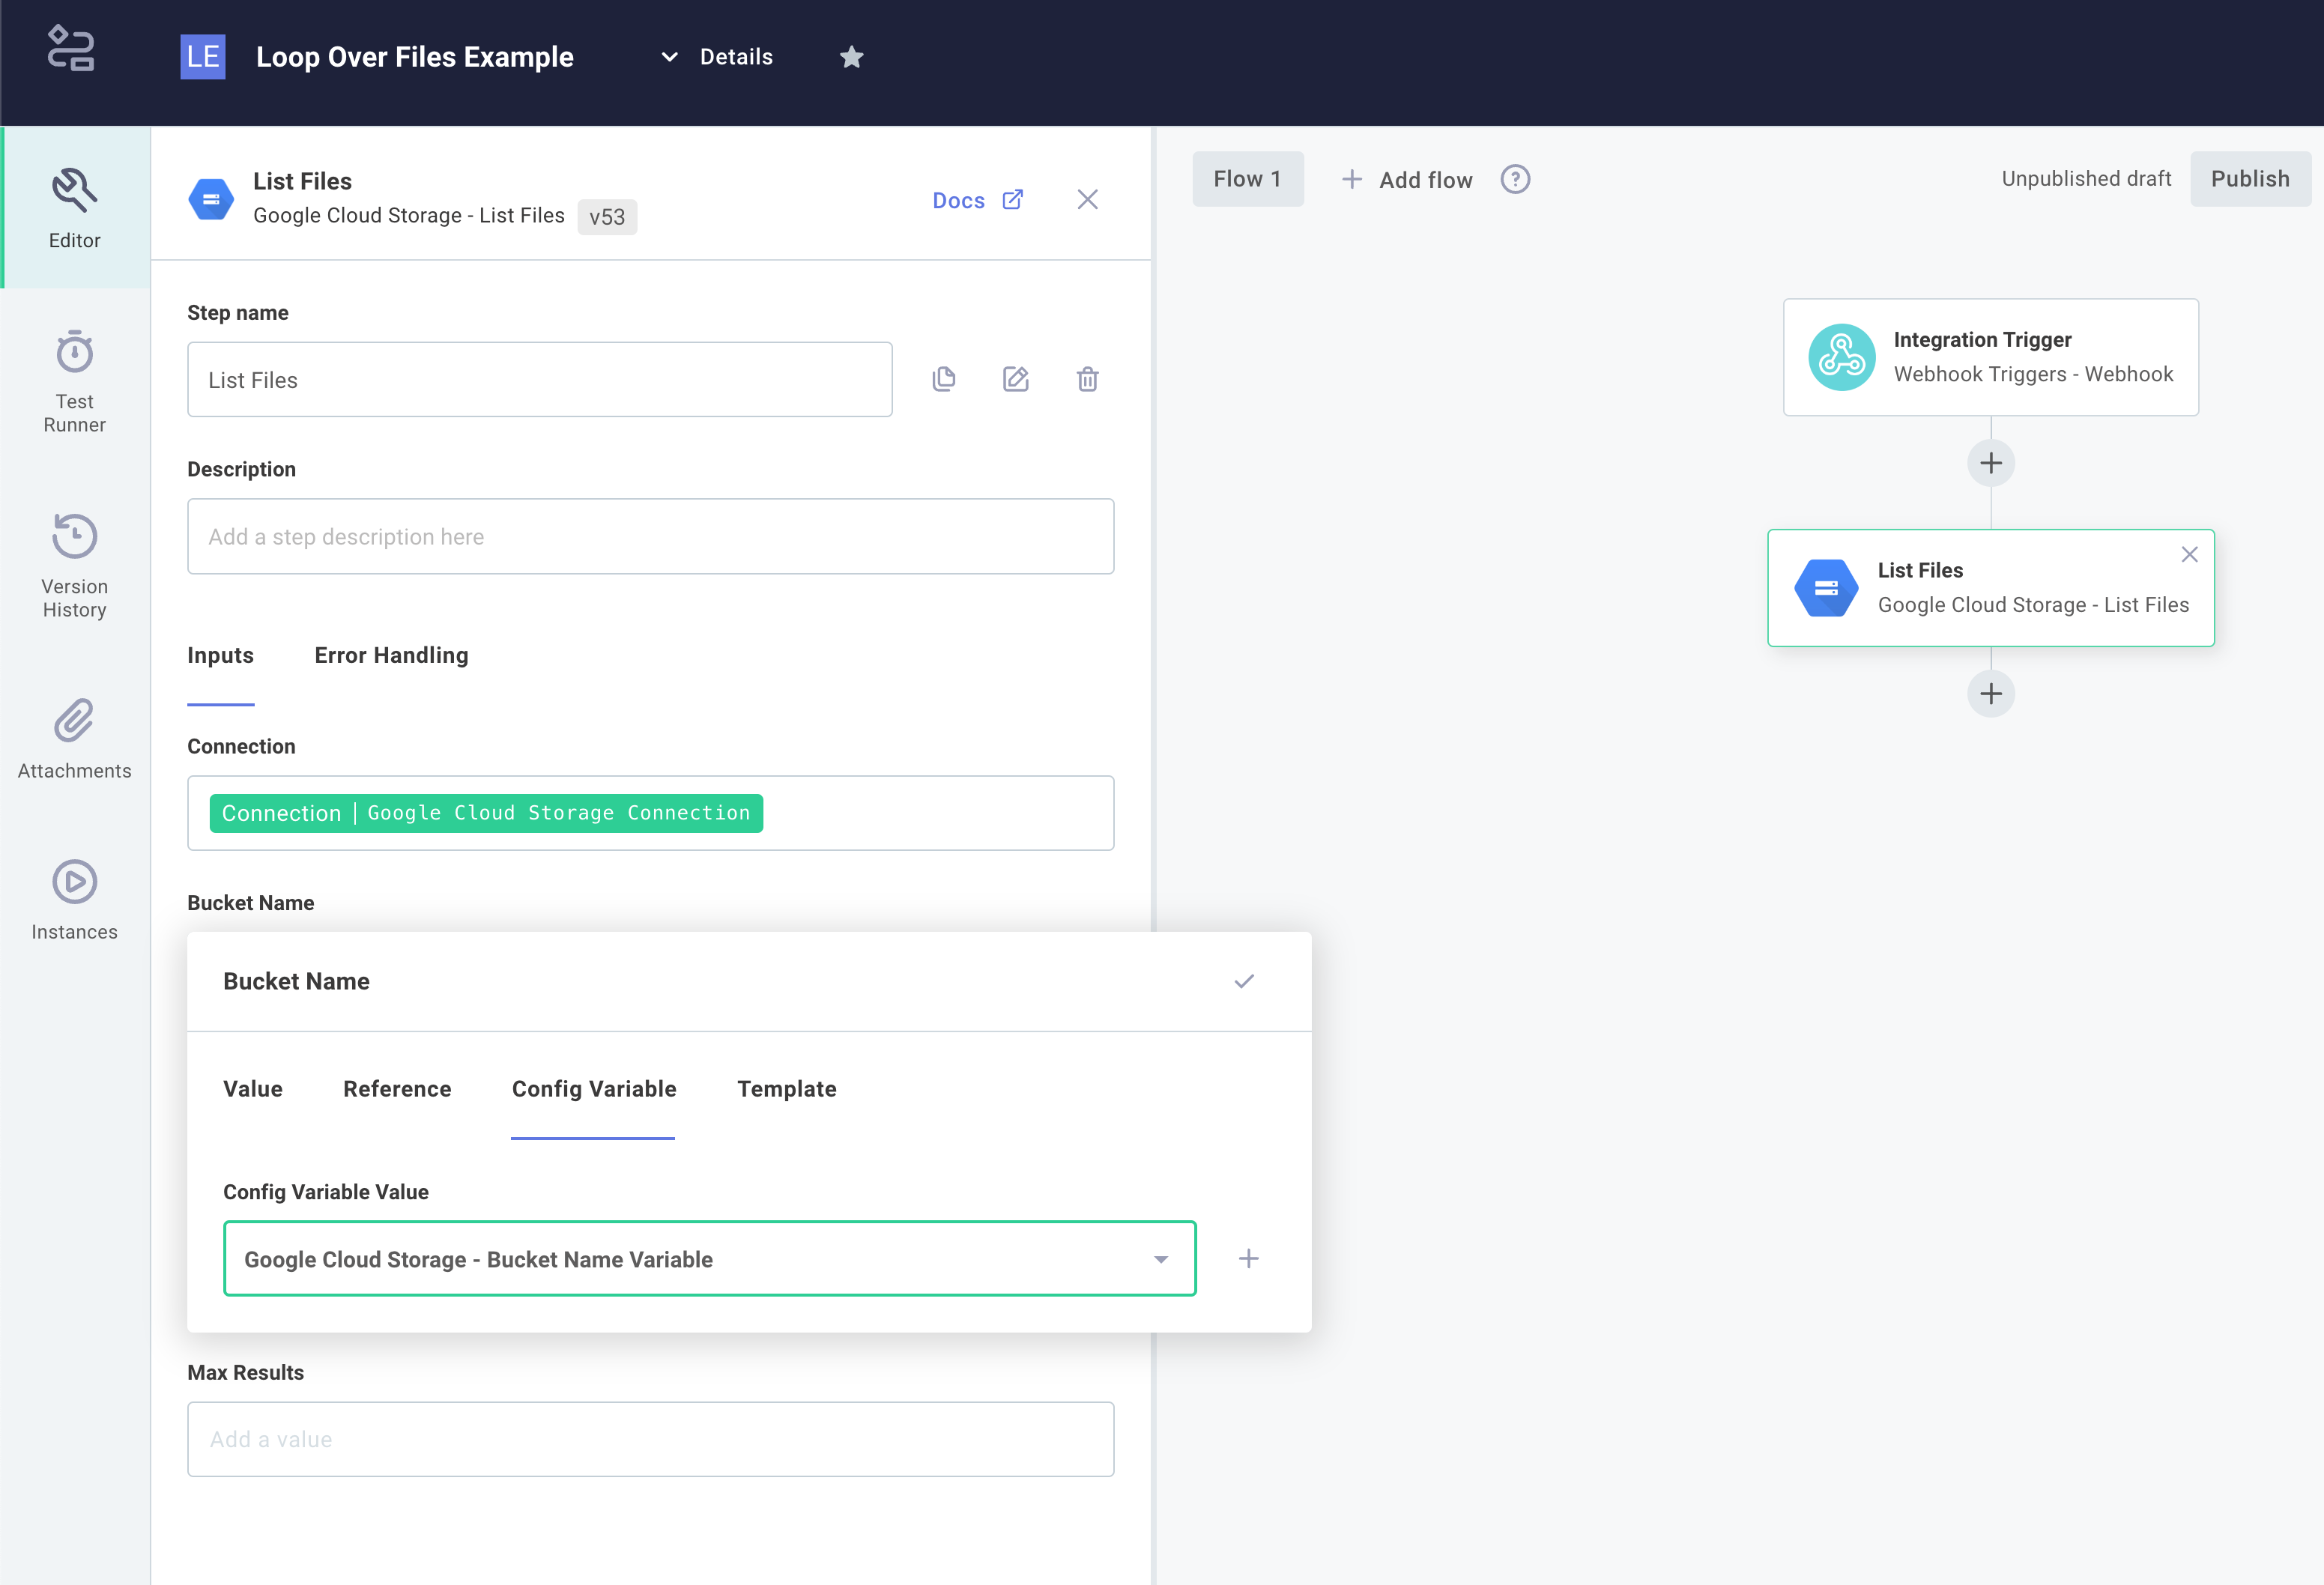 LE
Loop Over Files Example
Details
Editor
Test
Runner
Version
History
Attachments
Instances
List Files
Google Cloud Storage - List Files
v53
Docs
Step name
List Files
Description
Add a step description here
Inputs
Error Handling
Connection
Connection | Google Cloud Storage Connection
Bucket Name
Bucket Name
Value
Reference
Config Variable
Template
Config Variable Value
Google Cloud Storage - Bucket Name Variable
Max Results
Add a value
Flow 1
Add flow
?
Unpublished draft
Publish
Integration Trigger
Webhook Triggers - Webhook
List Files
Google Cloud Storage - List Files